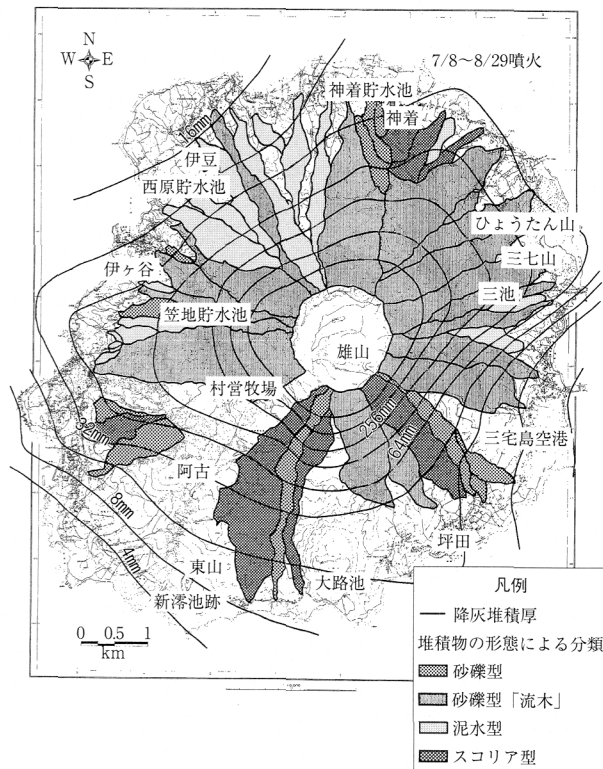 N
W E
S
7/8～8/29噴火
神着貯水池
神着
1.6mm
伊豆
西原貯水池
ひょうたん山
伊ヶ谷
三七山
三池
笠地貯水池
雄山
村営牧場
256mm
64mm
32mm
三宅島空港
阿古
8mm
坪田
4mm
東山
大路池
新澪池跡
0 0.5 1
km
凡例
降灰堆積厚
堆積物の形態による分類
砂礫型
砂礫型「流木」
泥水型
スコリア型